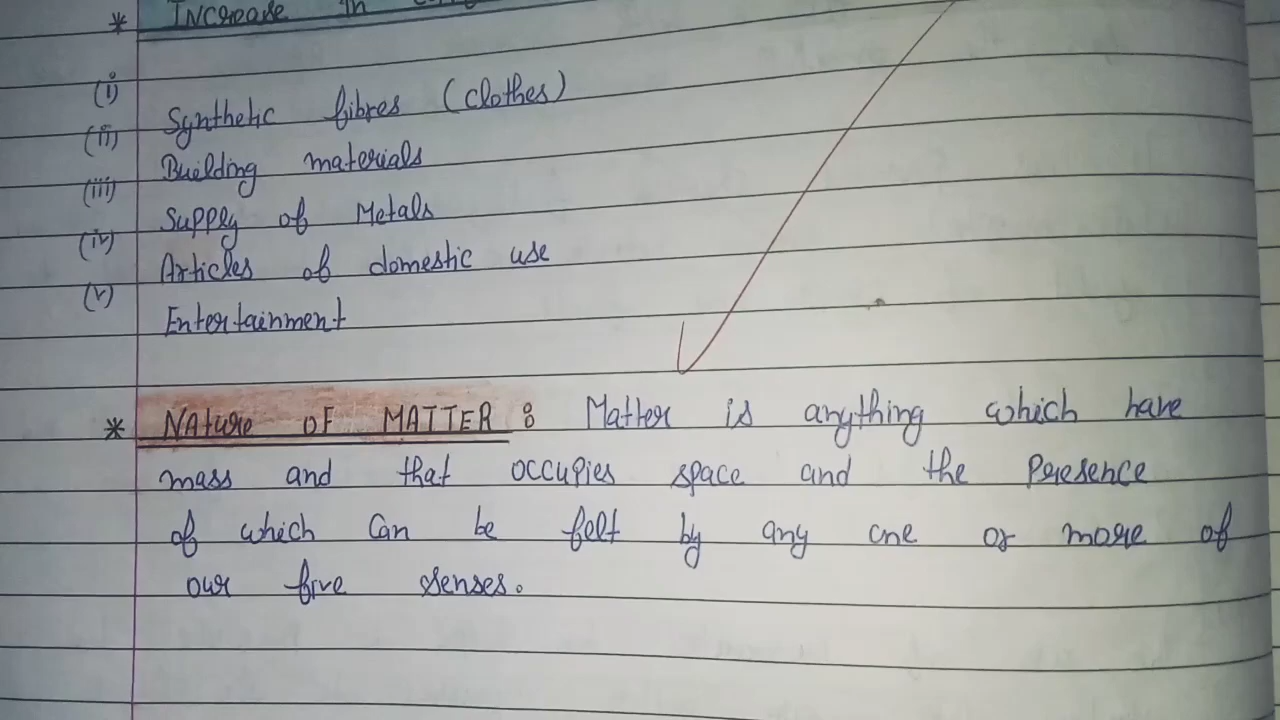 * INCrease in
(i) Synthetic fibres (clothes)
(ii) Building materials
(iii) Supply of Metals
(iv) Articles of domestic use
(v) Entertainment
* NAture OF MATTER : Matter is anything which have
mass and that occupies space and the Presence
of which Can be felt by any one or more of
our five senses.